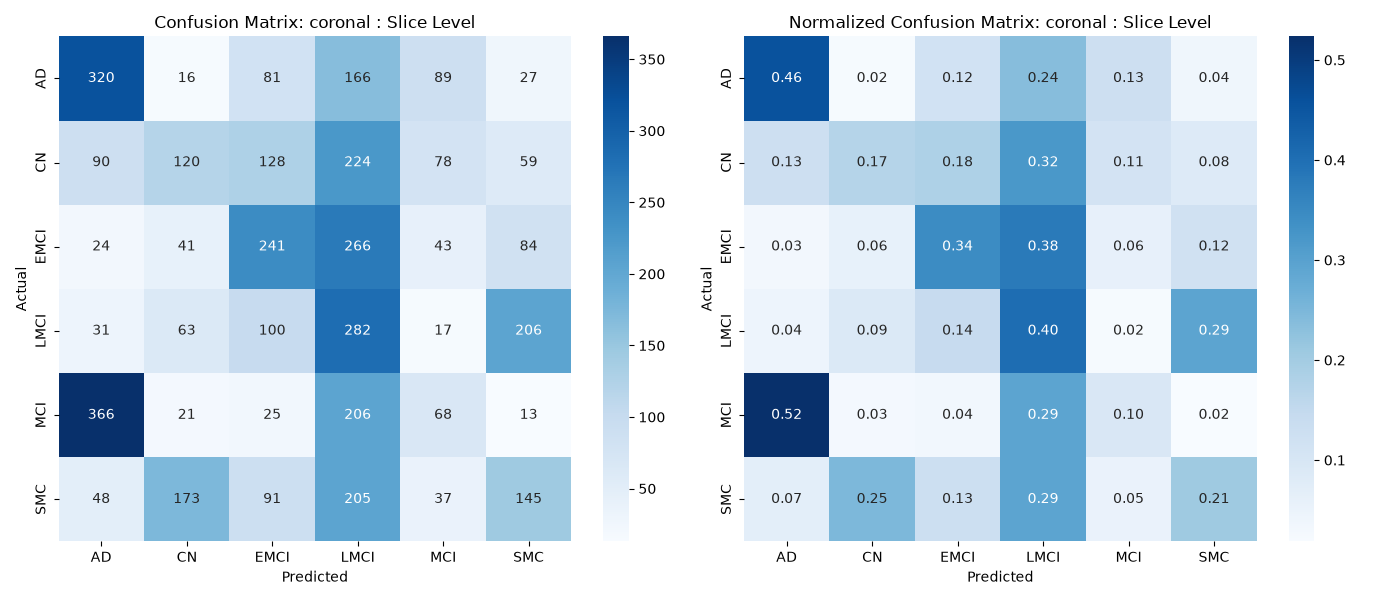 Confusion Matrix: coronal : Slice Level
Actual
AD 320 16 81 166 89 27
CN 90 120 128 224 78 59
EMCI 24 41 241 266 43 84
LMCI 31 63 100 282 17 206
MCI 366 21 25 206 68 13
SMC 48 173 91 205 37 145
AD CN EMCI LMCI MCI SMC
Predicted
350
300
250
200
150
100
50
Normalized Confusion Matrix: coronal : Slice Level
Actual
AD 0.46 0.02 0.12 0.24 0.13 0.04
CN 0.13 0.17 0.18 0.32 0.11 0.08
EMCI 0.03 0.06 0.34 0.38 0.06 0.12
LMCI 0.04 0.09 0.14 0.40 0.02 0.29
MCI 0.52 0.03 0.04 0.29 0.10 0.02
SMC 0.07 0.25 0.13 0.29 0.05 0.21
AD CN EMCI LMCI MCI SMC
Predicted
0.5
0.4
0.3
0.2
0.1